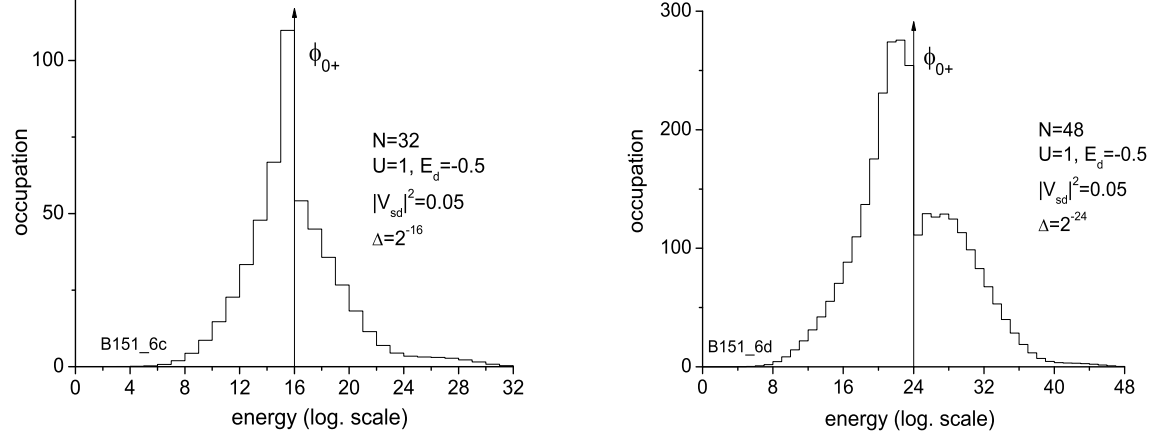 100
50
0
occupation
ϕ0+
N=32
U=1, Ed=-0.5
|Vsd|²=0.05
Δ=2⁻¹⁶
B151_6c
0 4 8 12 16 20 24 28 32
energy (log. scale)
300
200
100
0
occupation
ϕ0+
N=48
U=1, Ed=-0.5
|Vsd|²=0.05
Δ=2⁻²⁴
B151_6d
0 8 16 24 32 40 48
energy (log. scale)